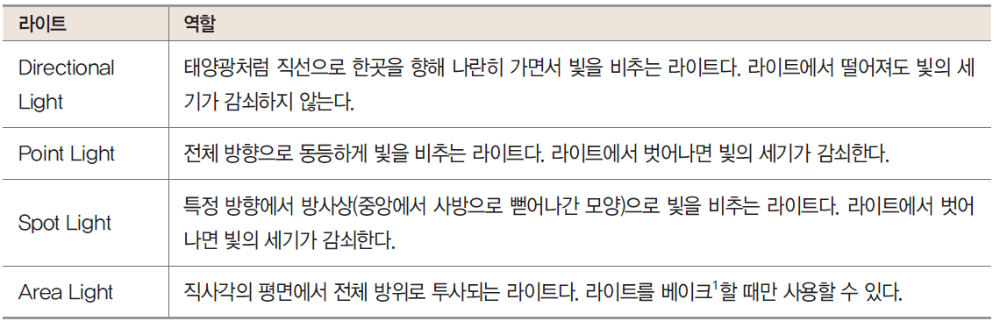 라이트 역할
Directional Light
태양광처럼 직선으로 한곳을 향해 나란히 가면서 빛을 비추는 라이트다. 라이트에서 떨어져도 빛의 세
기가 감쇠하지 않는다.
Point Light 전체 방향으로 동등하게 빛을 비추는 라이트다. 라이트에서 벗어나면 빛의 세기가 감쇠한다.
Spot Light
특정 방향에서 방사상(중앙에서 사방으로 뻗어나간 모양)으로 빛을 비추는 라이트다. 라이트에서 벗어
나면 빛의 세기가 감쇠한다.
Area Light 직사각의 평면에서 전체 방위로 투사되는 라이트다. 라이트를 베이크1할 때만 사용할 수 있다.